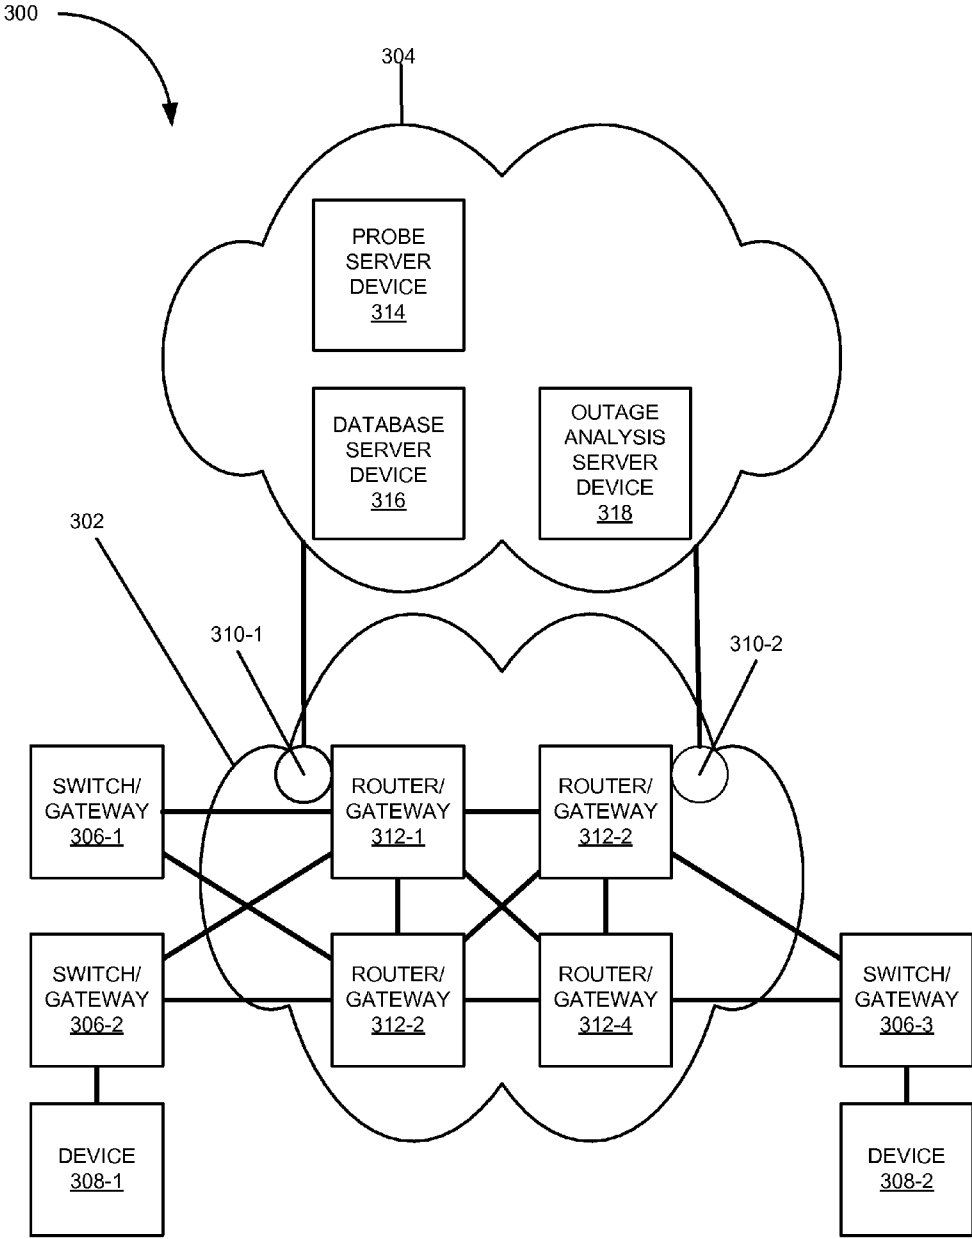 300
304
PROBE
SERVER
DEVICE
314
DATABASE
SERVER
DEVICE
316
OUTAGE
ANALYSIS
SERVER
DEVICE
318
302
310-1
310-2
SWITCH/
GATEWAY
306-1
ROUTER/
GATEWAY
312-1
ROUTER/
GATEWAY
312-2
SWITCH/
GATEWAY
306-2
ROUTER/
GATEWAY
312-2
ROUTER/
GATEWAY
312-4
SWITCH/
GATEWAY
306-3
DEVICE
308-1
DEVICE
308-2